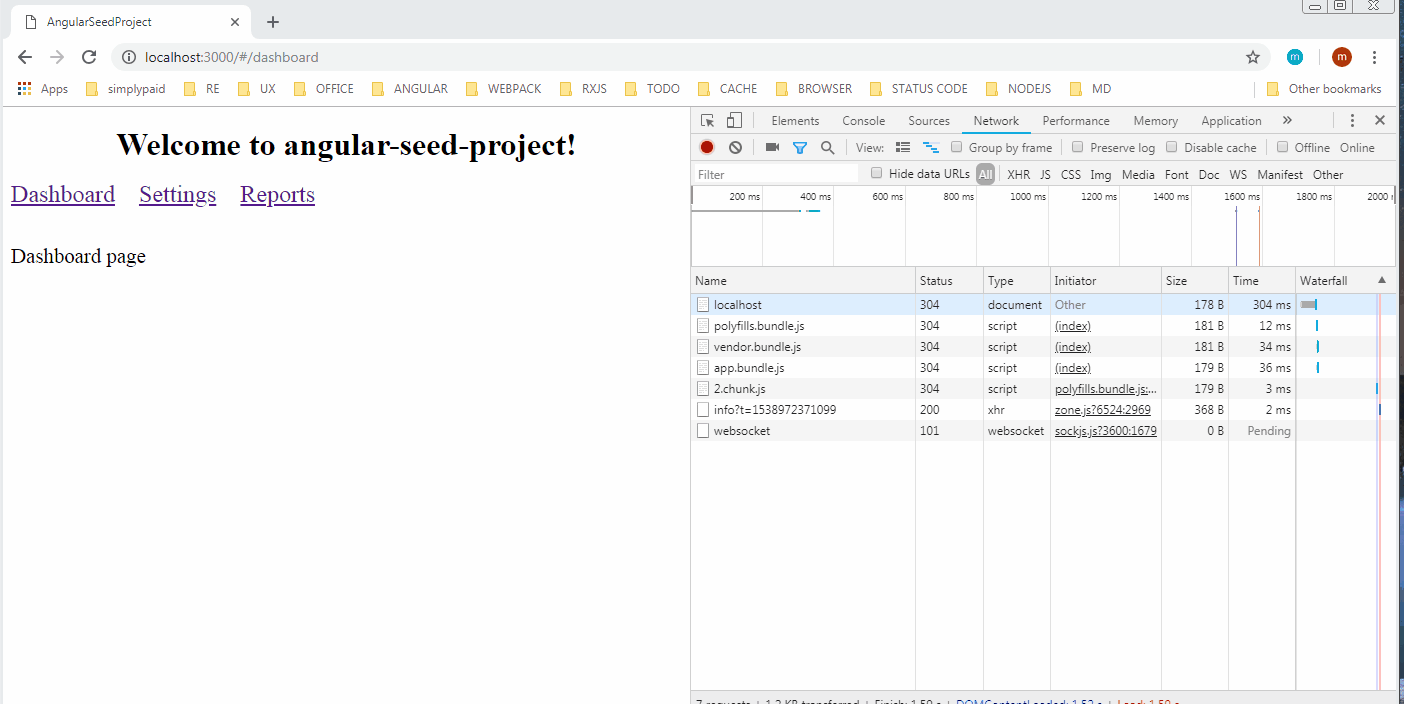 AngularSeedProject
localhost:3000/#/dashboard
m m
Apps simplypaid RE UX OFFICE ANGULAR WEBPACK RXJS TODO CACHE BROWSER STATUS CODE NODEJS MD Other bookmarks
Welcome to angular-seed-project!
Dashboard Settings Reports
Dashboard page
Elements Console Sources Network Performance Memory Application »
View: Group by frame Preserve log Disable cache Offline Online
Filter Hide data URLs All XHR JS CSS Img Media Font Doc WS Manifest Other
200 ms 400 ms 600 ms 800 ms 1000 ms 1200 ms 1400 ms 1600 ms 1800 ms 2000
Name Status Type Initiator Size Time Waterfall
localhost 304 document Other 178 B 304 ms
polyfills.bundle.js 304 script (index) 181 B 12 ms
vendor.bundle.js 304 script (index) 181 B 34 ms
app.bundle.js 304 script (index) 179 B 36 ms
2.chunk.js 304 script polyfills.bundle.js:... 179 B 3 ms
info?t=1538972371099 200 xhr zone.js?6524:2969 368 B 2 ms
websocket 101 websocket sockjs.js?3600:1679 0 B Pending